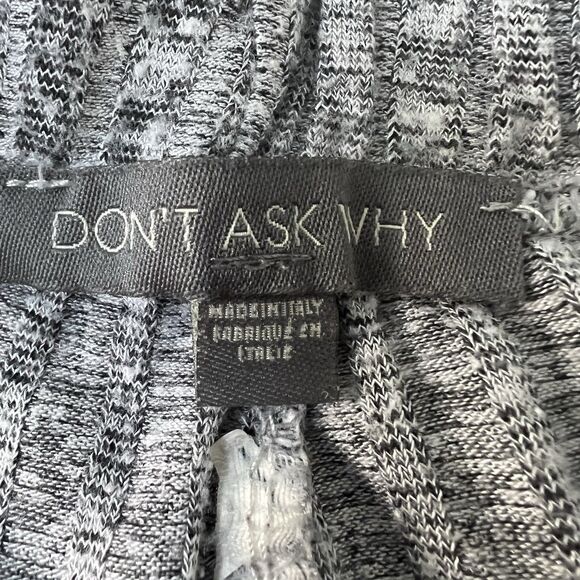 DON'T ASK WHY
MADE IN ITALY
FABRIQUÉ EN
ITALIE